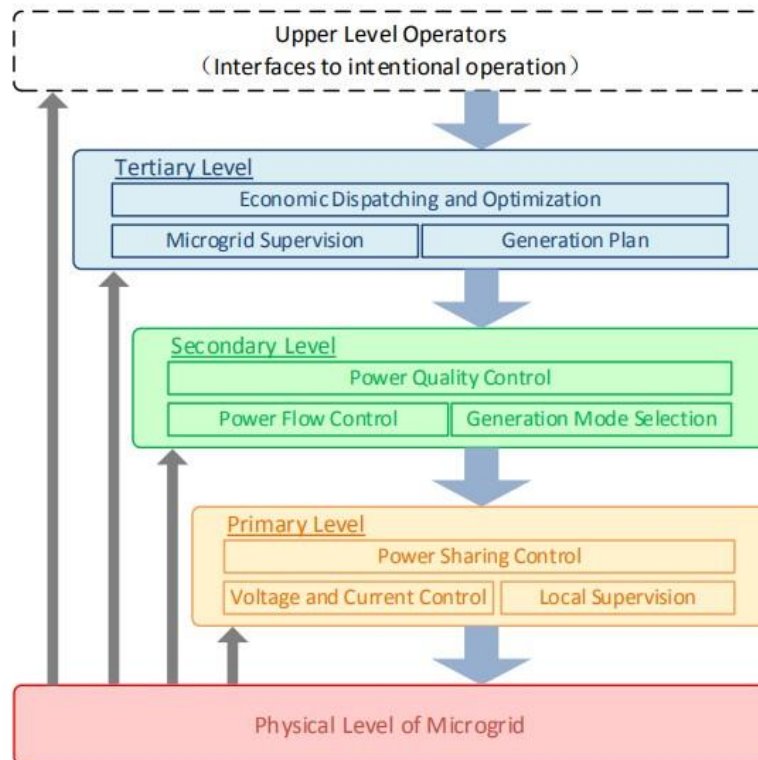 Upper Level Operators
（Interfaces to intentional operation）
Tertiary Level
Economic Dispatching and Optimization
Microgrid Supervision
Generation Plan
Secondary Level
Power Quality Control
Power Flow Control
Generation Mode Selection
Primary Level
Power Sharing Control
Voltage and Current Control
Local Supervision
Physical Level of Microgrid